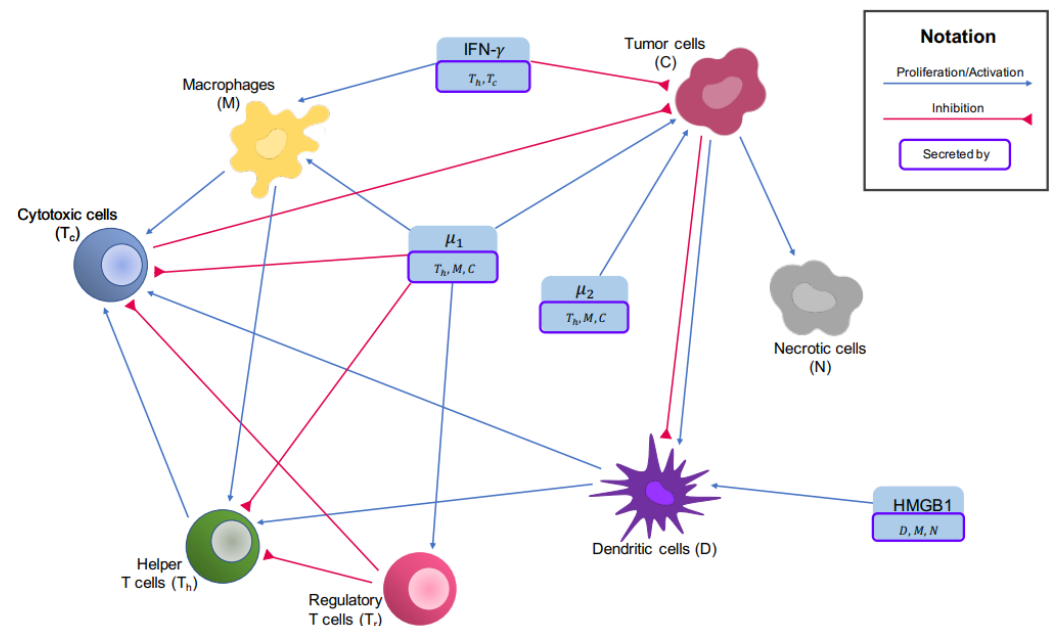 IFN-γ
T_h, T_c
Tumor cells
(C)
Notation
Proliferation/Activation
Inhibition
Secreted by
Macrophages
(M)
Cytotoxic cells
(T_c)
μ_1
T_h, M, C
μ_2
T_h, M, C
Necrotic cells
(N)
HMGB1
D, M, N
Dendritic cells (D)
Helper
T cells (T_h)
Regulatory
T cells (T_r)